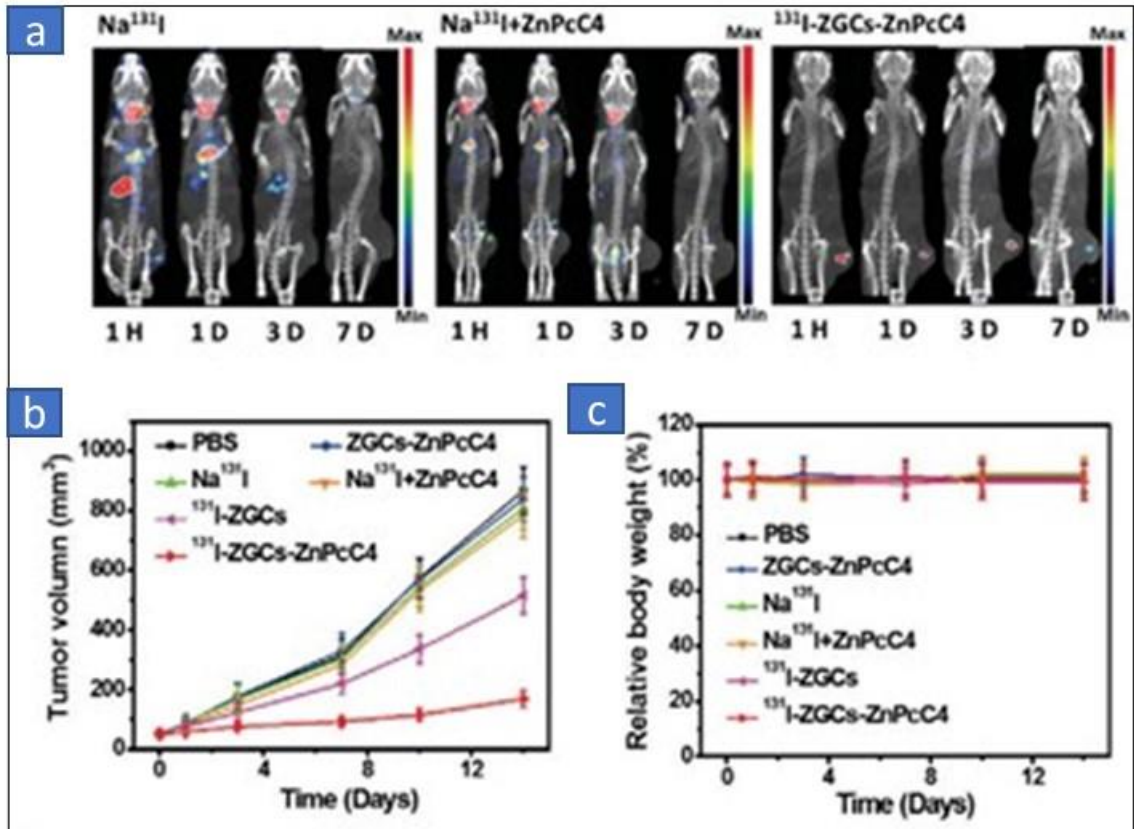 a
Na¹³¹I
Na¹³¹I+ZnPcC4
¹³¹I-ZGCs-ZnPcC4
Max
Max
Max
Min
Min
Min
1 H 1 D 3 D 7 D
1 H 1 D 3 D 7 D
1 H 1 D 3 D 7 D
b
Tumor volumn (mm³)
1000
800
600
400
200
0
PBS
ZGCs-ZnPcC4
Na¹³¹I
Na¹³¹I+ZnPcC4
¹³¹I-ZGCs
¹³¹I-ZGCs-ZnPcC4
0 4 8 12
Time (Days)
c
Relative body weight (%)
120
100
80
60
40
20
0
PBS
ZGCs-ZnPcC4
Na¹³¹I
Na¹³¹I+ZnPcC4
¹³¹I-ZGCs
¹³¹I-ZGCs-ZnPcC4
0 4 8 12
Time (Days)